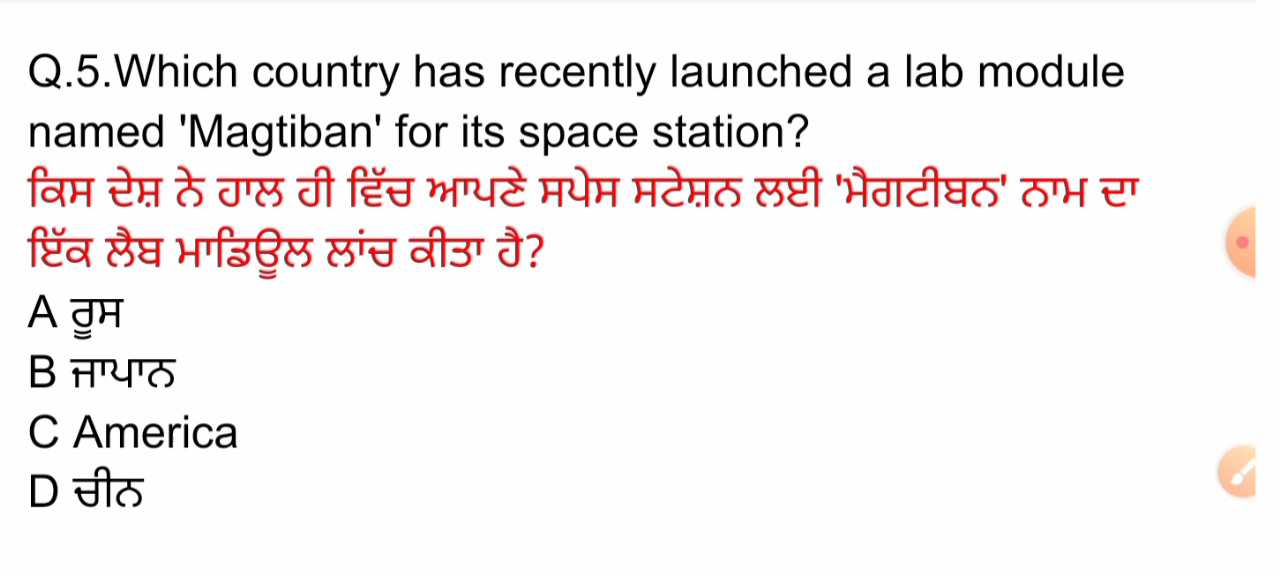 Q.5.Which country has recently launched a lab module
named 'Magtiban' for its space station?
ਕਿਸ ਦੇਸ਼ ਨੇ ਹਾਲ ਹੀ ਵਿੱਚ ਆਪਣੇ ਸਪੇਸ ਸਟੇਸ਼ਨ ਲਈ 'ਮੈਗਟੀਬਨ' ਨਾਮ ਦਾ
ਇੱਕ ਲੈਬ ਮਾਡਿਊਲ ਲਾਂਚ ਕੀਤਾ ਹੈ?
A ਰੂਸ
B ਜਾਪਾਨ
C America
D ਚੀਨ